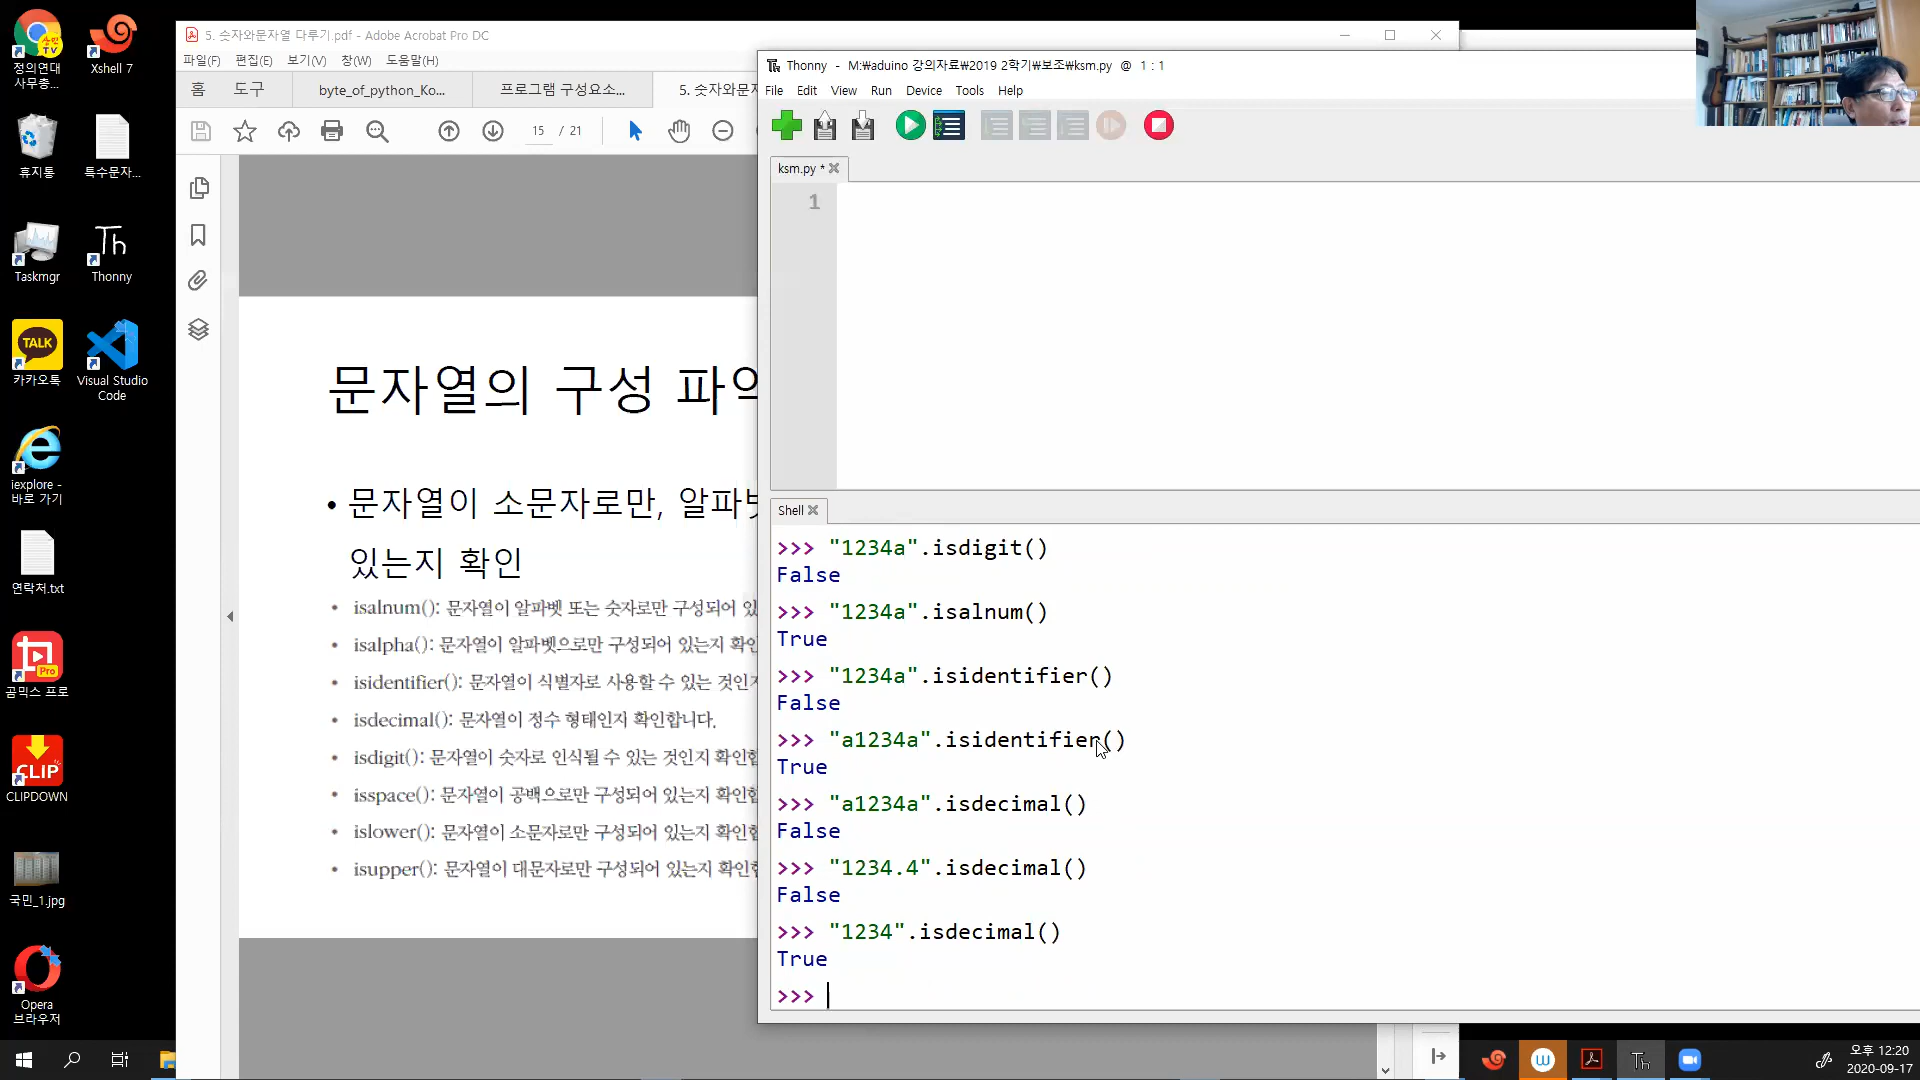 정의연대
사무총...
Xshell 7
휴지통
특수문자...
Taskmgr
Thonny
TALK
카카오톡
Visual Studio
Code
iexplore -
바로 가기
연락처.txt
Pro
곰믹스 프로
CLIP
CLIPDOWN
국민_1.jpg
Opera
브라우저
5. 숫자와문자열 다루기.pdf - Adobe Acrobat Pro DC
파일(F) 편집(E) 보기(V) 창(W) 도움말(H)
홈 도구 byte_of_python_Ko... 프로그램 구성요소... 5. 숫자와문자
15 / 21
문자열의 구성 파
• 문자열이 소문자로만, 알파벳
있는지 확인
• isalnum(): 문자열이 알파벳 또는 숫자로만 구성되어 있
• isalpha(): 문자열이 알파벳으로만 구성되어 있는지 확인
• isidentifier(): 문자열이 식별자로 사용할 수 있는 것인지
• isdecimal(): 문자열이 정수 형태인지 확인합니다.
• isdigit(): 문자열이 숫자로 인식될 수 있는 것인지 확인합
• isspace(): 문자열이 공백으로만 구성되어 있는지 확인합
• islower(): 문자열이 소문자로만 구성되어 있는지 확인합
• isupper(): 문자열이 대문자로만 구성되어 있는지 확인합
Thonny - M:₩aduino 강의자료₩2019 2학기₩보조₩ksm.py @ 1 : 1
File Edit View Run Device Tools Help
ksm.py *
1
Shell
>>> "1234a".isdigit()
False
>>> "1234a".isalnum()
True
>>> "1234a".isidentifier()
False
>>> "a1234a".isidentifier()
True
>>> "a1234a".isdecimal()
False
>>> "1234.4".isdecimal()
False
>>> "1234".isdecimal()
True
>>>
오후 12:20
2020-09-17